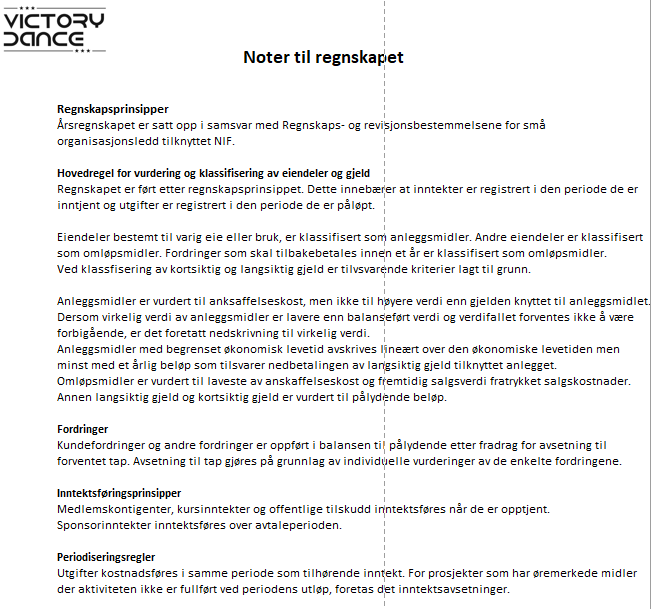 VICTORY
DANCE
Noter til regnskapet
Regnskapsprinsipper
Årsregnskapet er satt opp i samsvar med Regnskaps- og revisjonsbestemmelsene for små
organisasjonsledd tilknyttet NIF.
Hovedregel for vurdering og klassifisering av eiendeler og gjeld
Regnskapet er ført etter regnskapsprinsippet. Dette innebærer at inntekter er registrert i den periode de er
inntjent og utgifter er registrert i den periode de er påløpt.
Eiendeler bestemt til varig eie eller bruk, er klassifisert som anleggsmidler. Andre eiendeler er klassifisert
som omløpsmidler. Fordringer som skal tilbakebetales innen et år er klassifisert som omløpsmidler.
Ved klassifisering av kortsiktig og langsiktig gjeld er tilvsvarende kriterier lagt til grunn.
Anleggsmidler er vurdert til anksaffelseskost, men ikke til høyere verdi enn gjelden knyttet til anleggsmidlet.
Dersom virkelig verdi av anleggsmidler er lavere enn balanseført verdi og verdifallet forventes ikke å være
forbigående, er det foretatt nedskrivning til virkelig verdi.
Anleggsmidler med begrenset økonomisk levetid avskrives lineært over den økonomiske levetiden men
minst med et årlig beløp som tilsvarer nedbetalingen av langsiktig gjeld tilknyttet anlegget.
Omløpsmidler er vurdert til laveste av anskaffelseskost og fremtidig salgsverdi fratrykket salgskostnader.
Annen langsiktig gjeld og kortsiktig gjeld er vurdert til pålydende beløp.
Fordringer
Kundefordringer og andre fordringer er oppført i balansen til pålydende etter fradrag for avsetning til
forventet tap. Avsetning til tap gjøres på grunnlag av individuelle vurderinger av de enkelte fordringene.
Inntektsføringsprinsipper
Medlemskontigenter, kursinntekter og offentlige tilskudd inntektsføres når de er opptjent.
Sponsorinntekter inntektsføres over avtaleperioden.
Periodiseringsregler
Utgifter kostnadsføres i samme periode som tilhørende inntekt. For prosjekter som har øremerkede midler
der aktiviteten ikke er fullført ved periodens utløp, foretas det inntektsavsetninger.